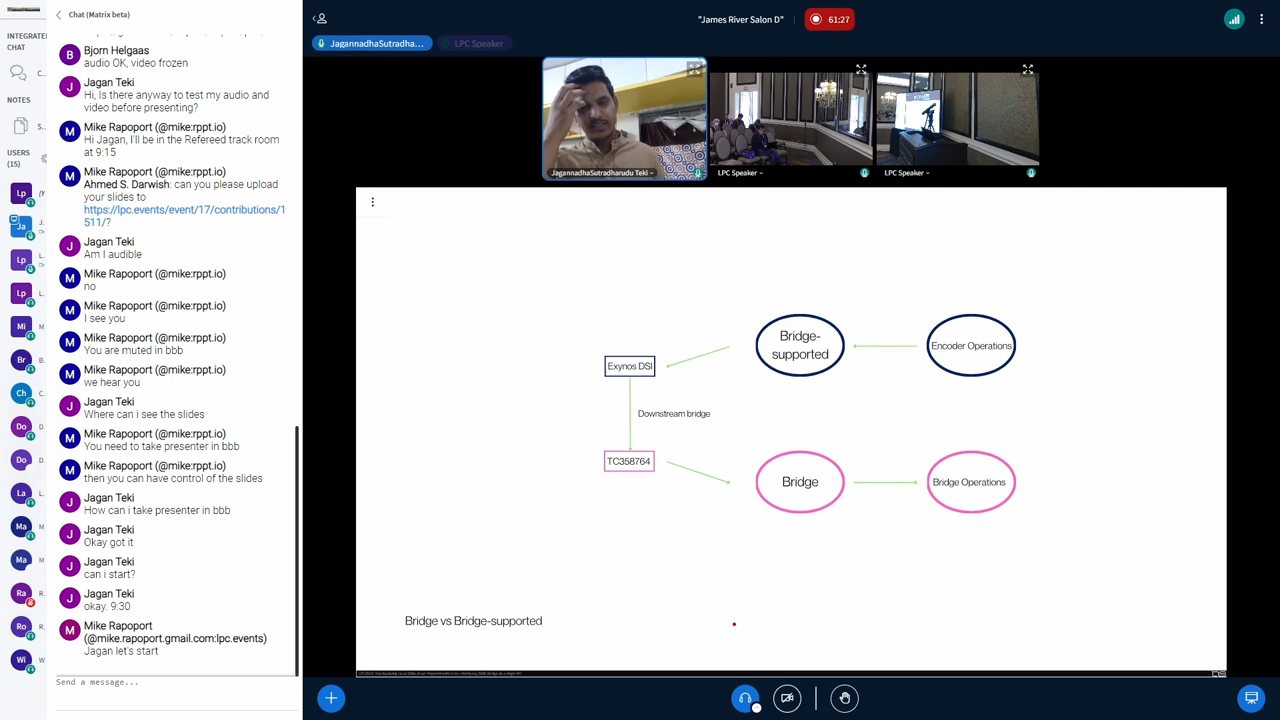 Chat (Matrix beta)
INTEGRATE
CHAT
C...
NOTES
S...
USERS
(15)
Bjorn Helgaas
audio OK, video frozen
Jagan Teki
Hi, Is there anyway to test my audio and
video before presenting?
Mike Rapoport (@mike:rppt.io)
Hi Jagan, I'll be in the Refereed track room
at 9:15
Mike Rapoport (@mike:rppt.io)
Ahmed S. Darwish: can you please upload
your slides to
https://lpc.events/event/17/contributions/1
511/?
Jagan Teki
Am I audible
Mike Rapoport (@mike:rppt.io)
no
Mike Rapoport (@mike:rppt.io)
I see you
Mike Rapoport (@mike:rppt.io)
You are muted in bbb
Mike Rapoport (@mike:rppt.io)
we hear you
Jagan Teki
Where can i see the slides
Mike Rapoport (@mike:rppt.io)
You need to take presenter in bbb
Mike Rapoport (@mike:rppt.io)
then you can have control of the slides
Jagan Teki
How can i take presenter in bbb
Jagan Teki
Okay got it
Jagan Teki
can i start?
Jagan Teki
okay. 9:30
Mike Rapoport
(@mike.rapoport.gmail.com:lpc.events)
Jagan let's start
Send a message...
"James River Salon D"
61:27
JagannadhaSutradha...
LPC Speaker
JagannadhaSutradharudu Teki
LPC Speaker
LPC Speaker
Bridge-
supported
Encoder Operations
Exynos DSI
Downstream bridge
TC358764
Bridge
Bridge Operations
Bridge vs Bridge-supported